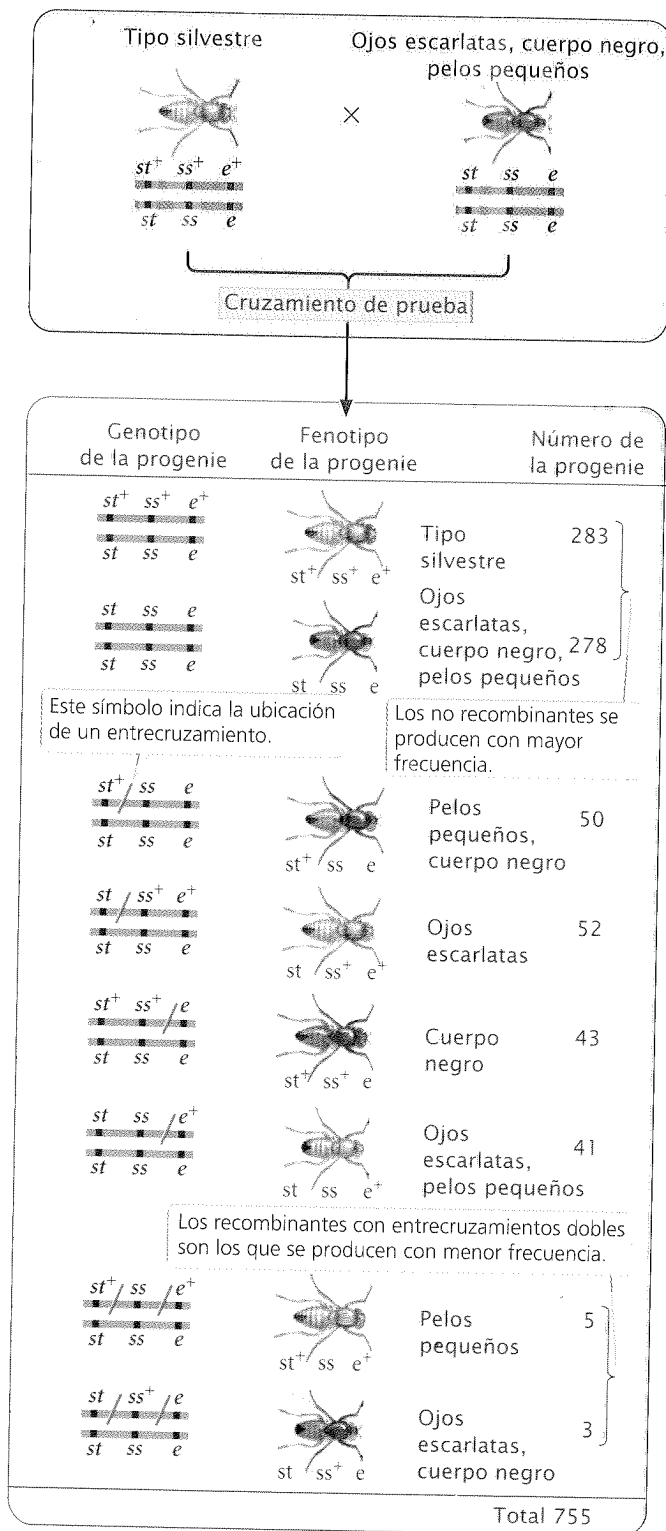 Tipo silvestre
Ojos escarlatas, cuerpo negro,
pelos pequeños
×
st+ ss+ e+
st ss e
st ss e
st ss e
Cruzamiento de prueba
Genotipo
de la progenie
Fenotipo
de la progenie
Número de
la progenie
st+ ss+ e+
st ss e
st+ ss+ e+
Tipo
silvestre
283
st ss e
st ss e
st ss e
Ojos
escarlatas,
cuerpo negro,
pelos pequeños
278
Este símbolo indica la ubicación
de un entrecruzamiento.
Los no recombinantes se
producen con mayor
frecuencia.
st+ ss e
st ss e
st+ ss e
Pelos
pequeños,
cuerpo negro
50
st ss+ e+
st ss e
st ss+ e+
Ojos
escarlatas
52
st+ ss+ e
st ss e
st+ ss+ e
Cuerpo
negro
43
st ss e+
st ss e
st ss e+
Ojos
escarlatas,
pelos pequeños
41
Los recombinantes con entrecruzamientos dobles
son los que se producen con menor frecuencia.
st+ ss e+
st ss e
st+ ss e+
Pelos
pequeños
5
st ss+ e
st ss e
st ss+ e
Ojos
escarlatas,
cuerpo negro
3
Total 755